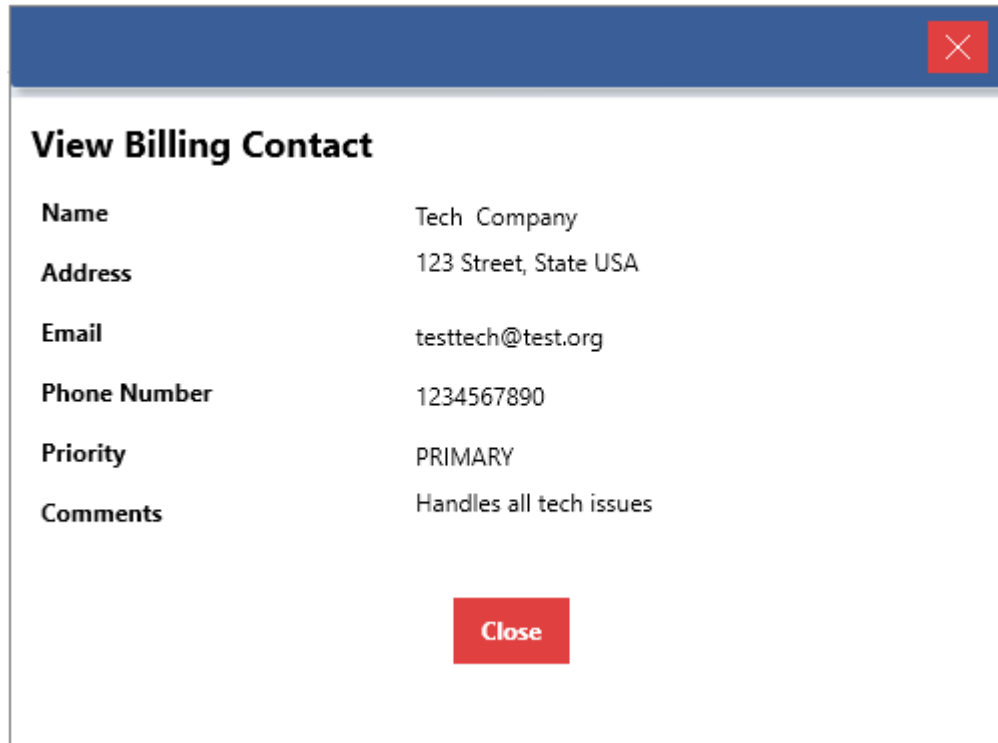 View Billing Contact
Name Tech  Company
Address 123 Street, State USA
Email testtech@test.org
Phone Number 1234567890
Priority PRIMARY
Comments Handles all tech issues
Close